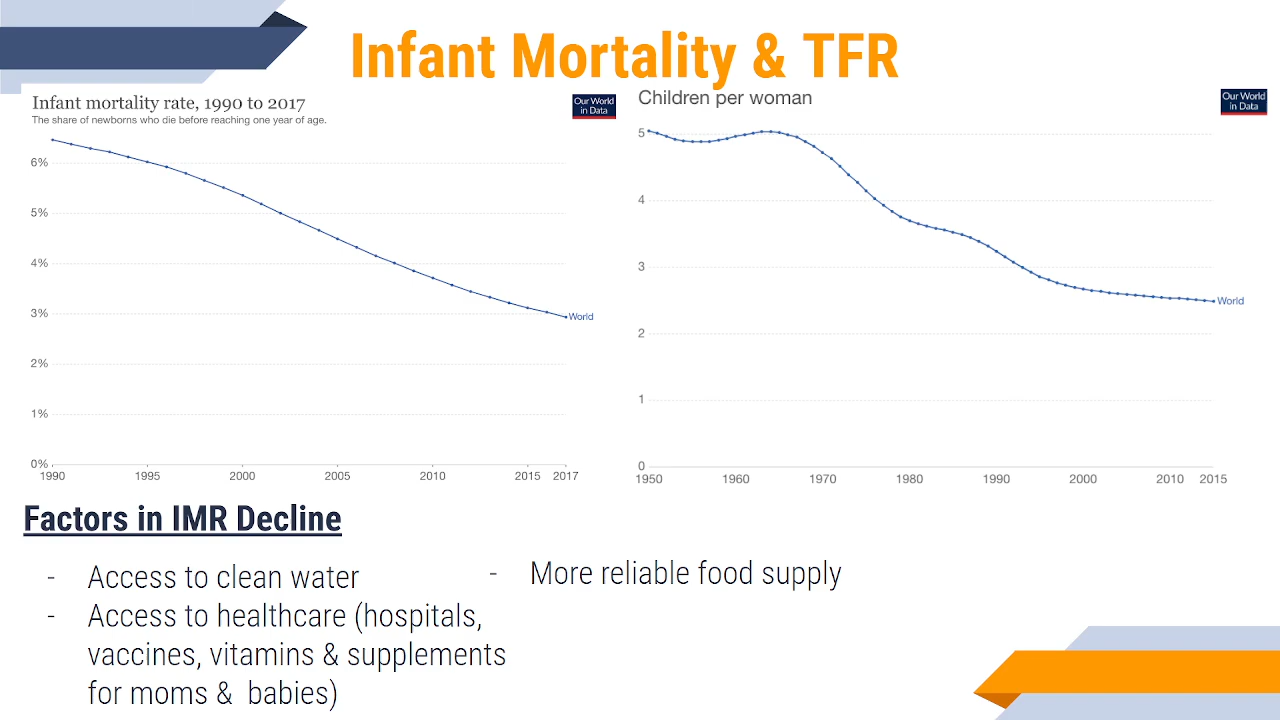 Infant Mortality & TFR
Infant mortality rate, 1990 to 2017
The share of newborns who die before reaching one year of age.
Our World
in Data
6%
5%
4%
3%
2%
1%
0%
World
1990 1995 2000 2005 2010 2015 2017
Children per woman
Our World
in Data
5
4
3
2
1
0
World
1950 1960 1970 1980 1990 2000 2010 2015
Factors in IMR Decline
- Access to clean water
- Access to healthcare (hospitals,
vaccines, vitamins & supplements
for moms & babies)
- More reliable food supply